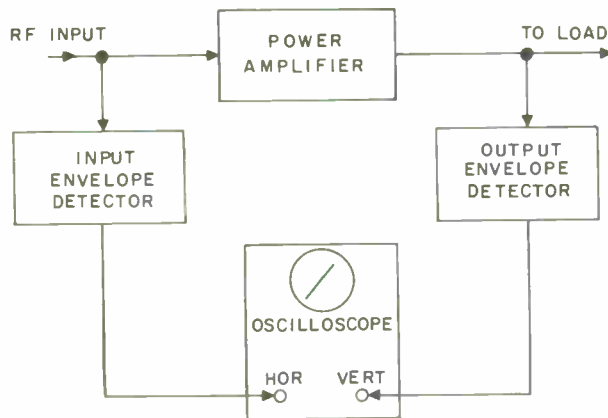 RF INPUT
POWER
AMPLIFIER
TO LOAD
INPUT
ENVELOPE
DETECTOR
OUTPUT
ENVELOPE
DETECTOR
OSCILLOSCOPE
HOR VERT